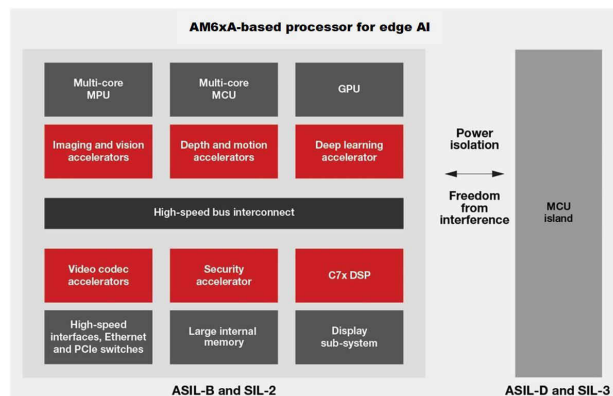 AM6xA-based processor for edge AI
Multi-core
MPU
Multi-core
MCU
GPU
Imaging and vision
accelerators
Depth and motion
accelerators
Deep learning
accelerator
High-speed bus interconnect
Video codec
accelerators
Security
accelerator
C7x DSP
High-speed
interfaces, Ethernet
and PCIe switches
Large internal
memory
Display
sub-system
ASIL-B and SIL-2
Power
isolation
Freedom
from
interference
MCU
island
ASIL-D and SIL-3